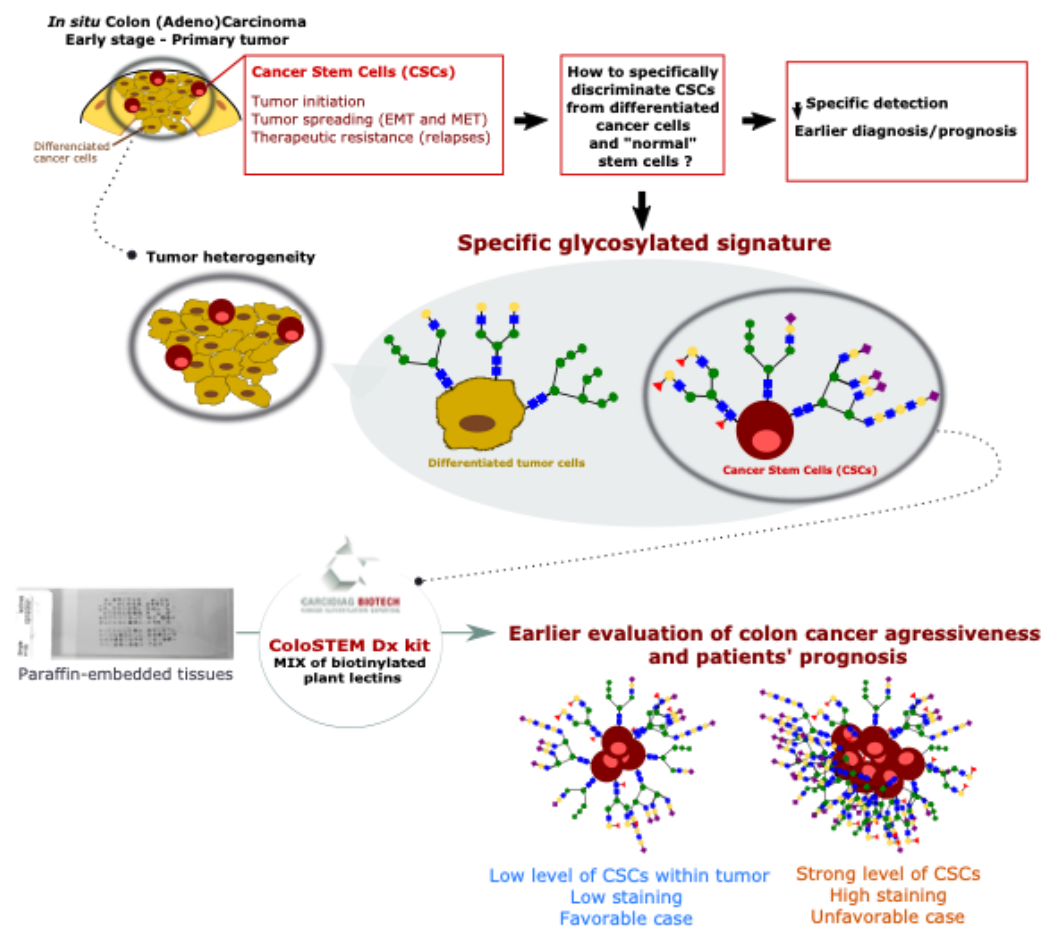 In situ Colon (Adeno)Carcinoma
Early stage - Primary tumor
Cancer Stem Cells (CSCs)
Tumor initiation
Tumor spreading (EMT and MET)
Therapeutic resistance (relapses)
Differenciated
cancer cells
How to specifically
discriminate CSCs
from differentiated
cancer cells
and "normal"
stem cells ?
Specific detection
Earlier diagnosis/prognosis
Specific glycosylated signature
Tumor heterogeneity
Differentiated tumor cells
Cancer Stem Cells (CSCs)
CARCIDIAG BIOTECH
ColoSTEM Dx kit
MIX of biotinylated
plant lectins
Paraffin-embedded tissues
Earlier evaluation of colon cancer agressiveness
and patients' prognosis
Low level of CSCs within tumor
Low staining
Favorable case
Strong level of CSCs
High staining
Unfavorable case